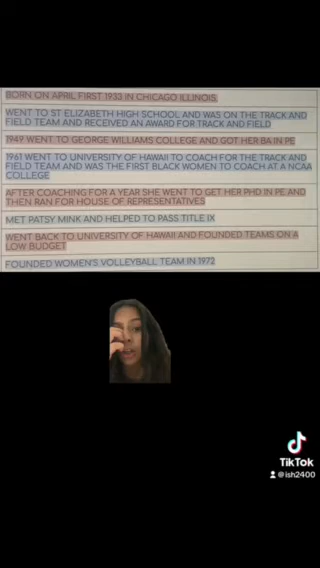 BORN ON APRIL FIRST 1933 IN CHICAGO ILLINOIS
WENT TO ST ELIZABETH HIGH SCHOOL AND WAS ON THE TRACK AND
FIELD TEAM AND RECEIVED AN AWARD FOR TRACK AND FIELD
1949 WENT TO GEORGE WILLIAMS COLLEGE AND GOT HER BA IN PE
1961 WENT TO UNIVERSITY OF HAWAII TO COACH FOR THE TRACK AND
FIELD TEAM AND WAS THE FIRST BLACK WOMEN TO COACH AT A NCAA
COLLEGE
AFTER COACHING FOR A YEAR SHE WENT TO GET HER PHD IN PE AND
THEN RAN FOR HOUSE OF REPRESENTATIVES
MET PATSY MINK AND HELPED TO PASS TITLE IX
WENT BACK TO UNIVERSITY OF HAWAII AND FOUNDED TEAMS ON A
LOW BUDGET
FOUNDED WOMEN'S VOLLEYBALL TEAM IN 1972
TikTok
@ish2400